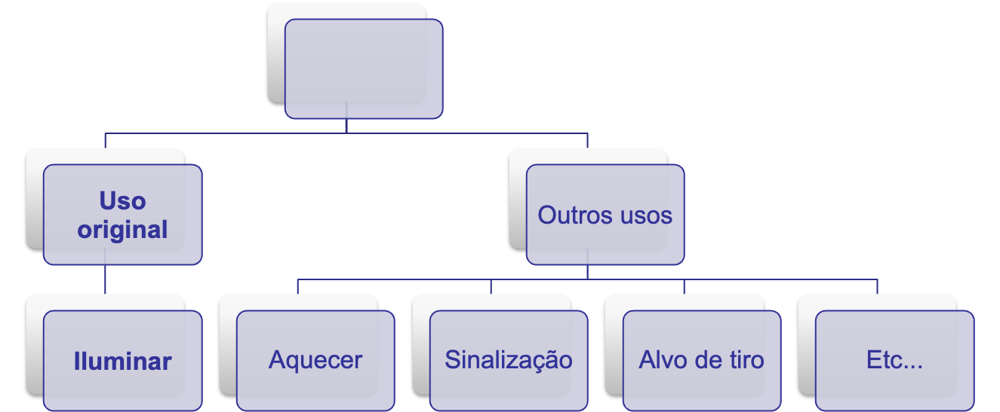 Uso
original
Outros usos
Iluminar
Aquecer
Sinalização
Alvo de tiro
Etc...